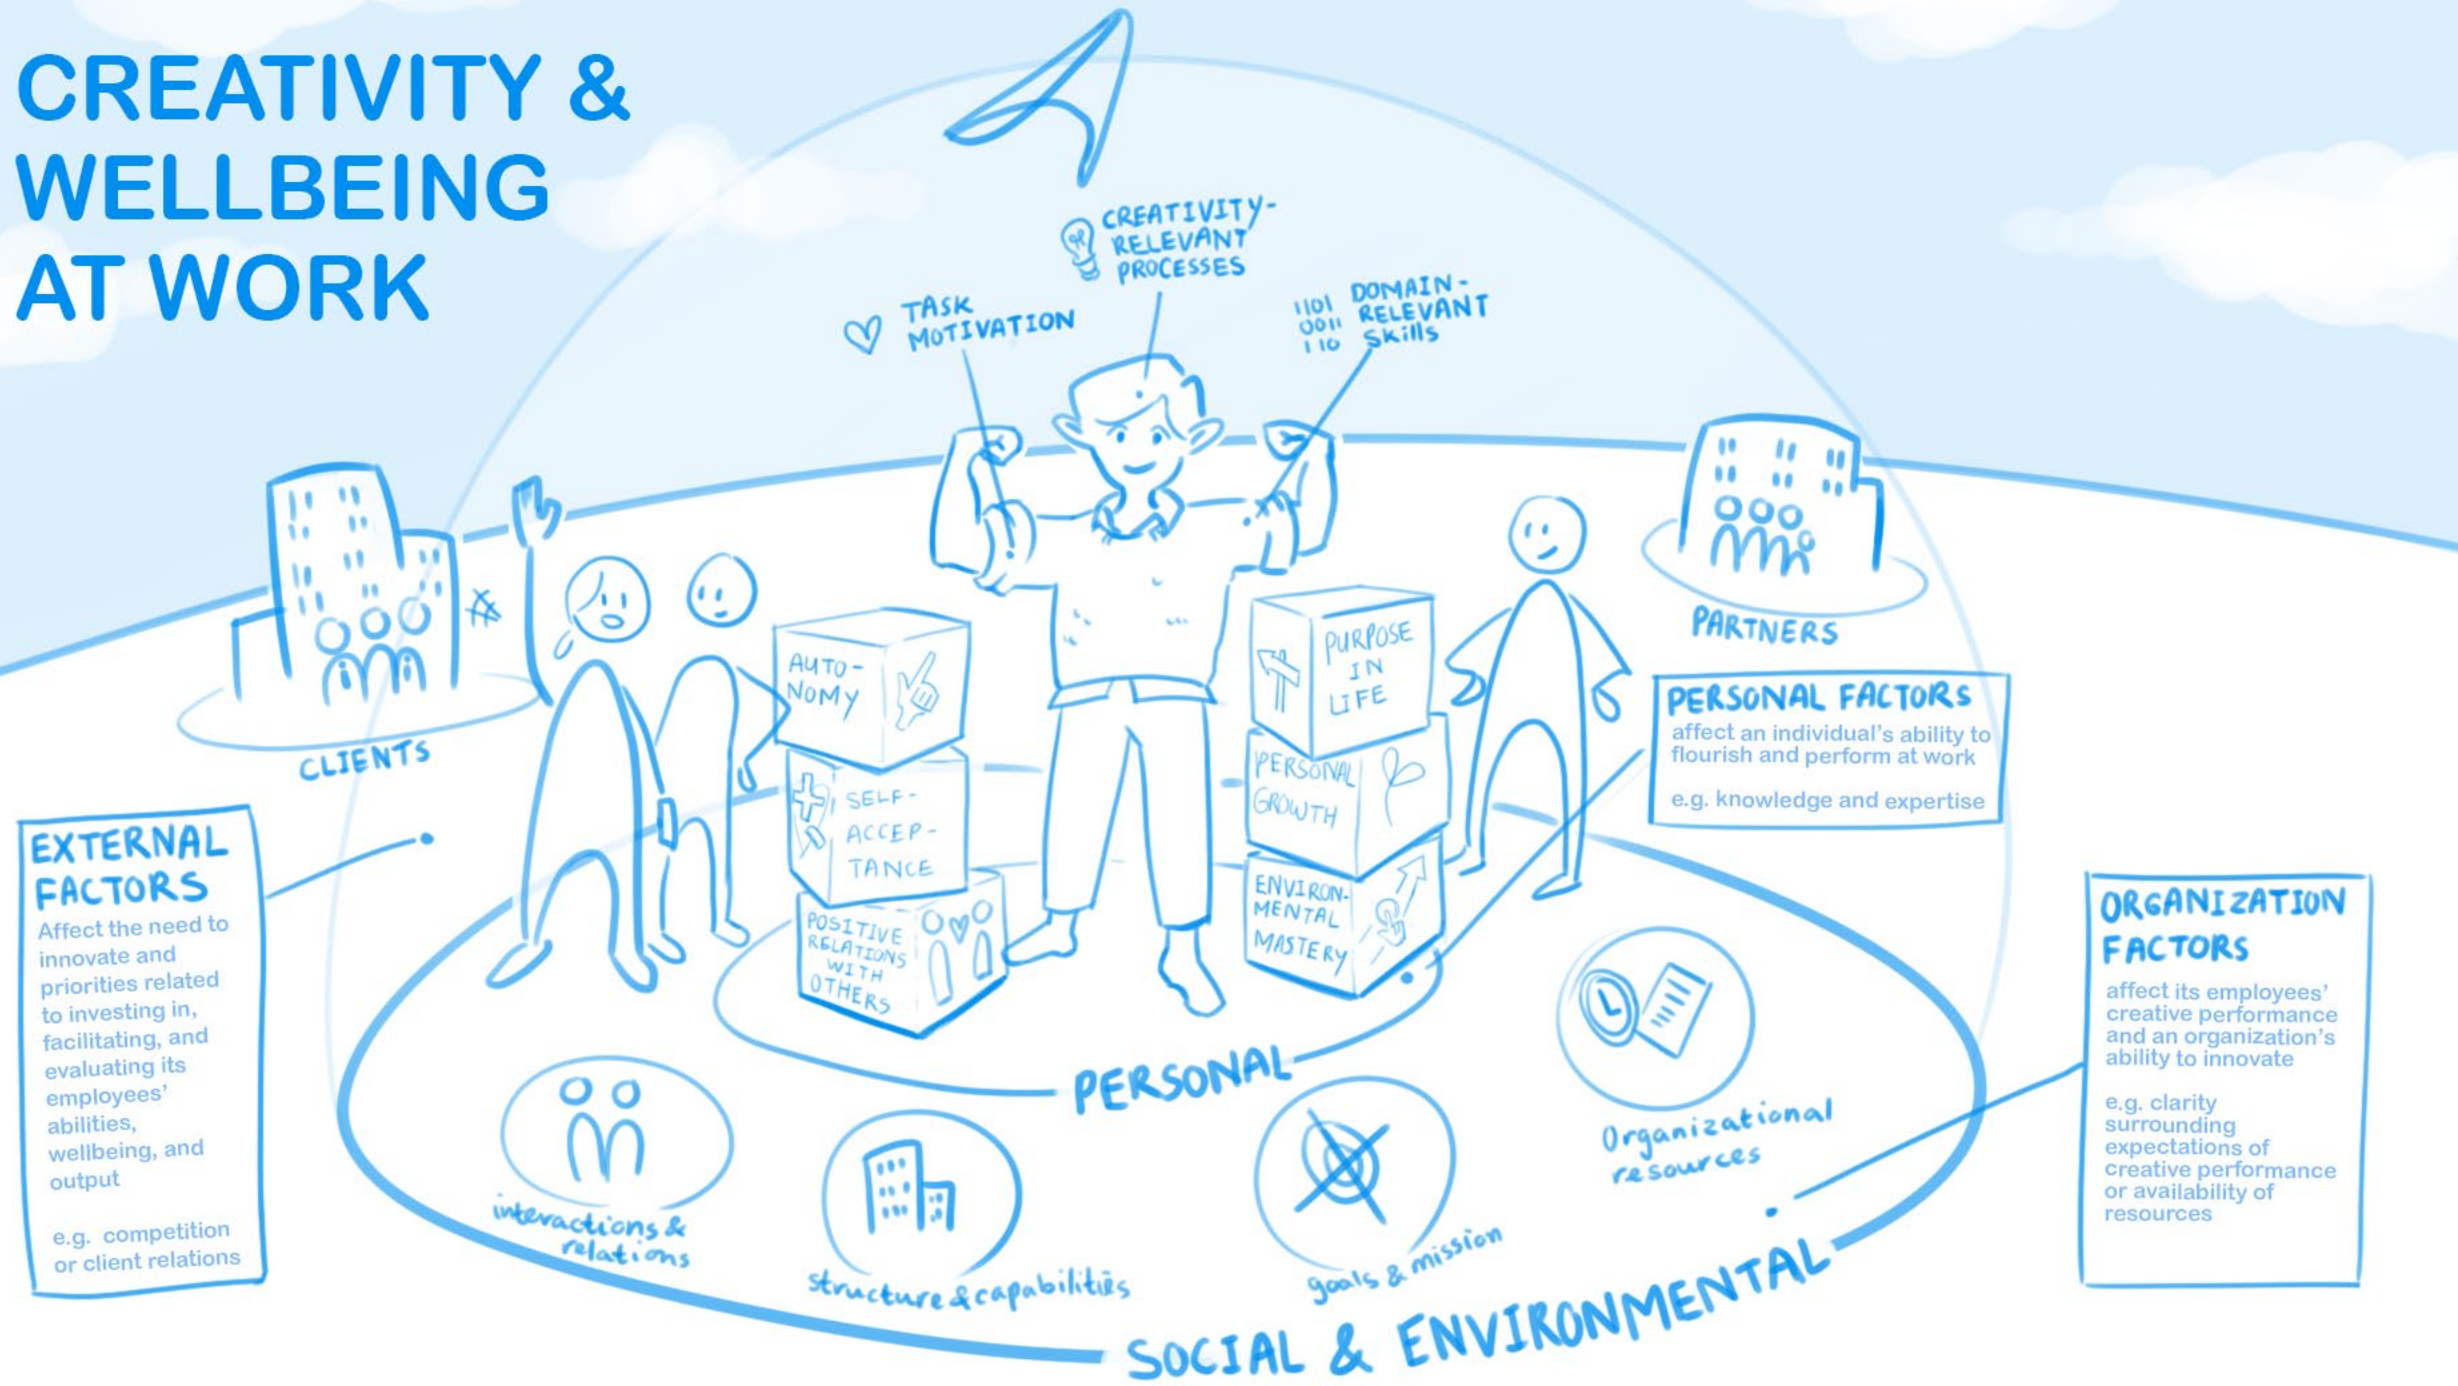 CREATIVITY &
WELLBEING
AT WORK
CREATIVITY-
RELEVANT
PROCESSES
TASK
MOTIVATION
1101
0011
110
DOMAIN-
RELEVANT
Skills
CLIENTS
PARTNERS
AUTO-
NOMY
SELF-
ACCEP-
TANCE
POSITIVE
RELATIONS
WITH
OTHERS
PURPOSE
IN
LIFE
PERSONAL
GROWTH
ENVIRON-
MENTAL
MASTERY
PERSONAL FACTORS
affect an individual's ability to
flourish and perform at work
e.g. knowledge and expertise
EXTERNAL
FACTORS
Affect the need to
innovate and
priorities related
to investing in,
facilitating, and
evaluating its
employees'
abilities,
wellbeing, and
output
e.g. competition
or client relations
ORGANIZATION
FACTORS
affect its employees'
creative performance
and an organization's
ability to innovate
e.g. clarity
surrounding
expectations of
creative performance
or availability of
resources
PERSONAL
interactions &
relations
structure & capabilities
goals & mission
Organizational
resources
SOCIAL & ENVIRONMENTAL